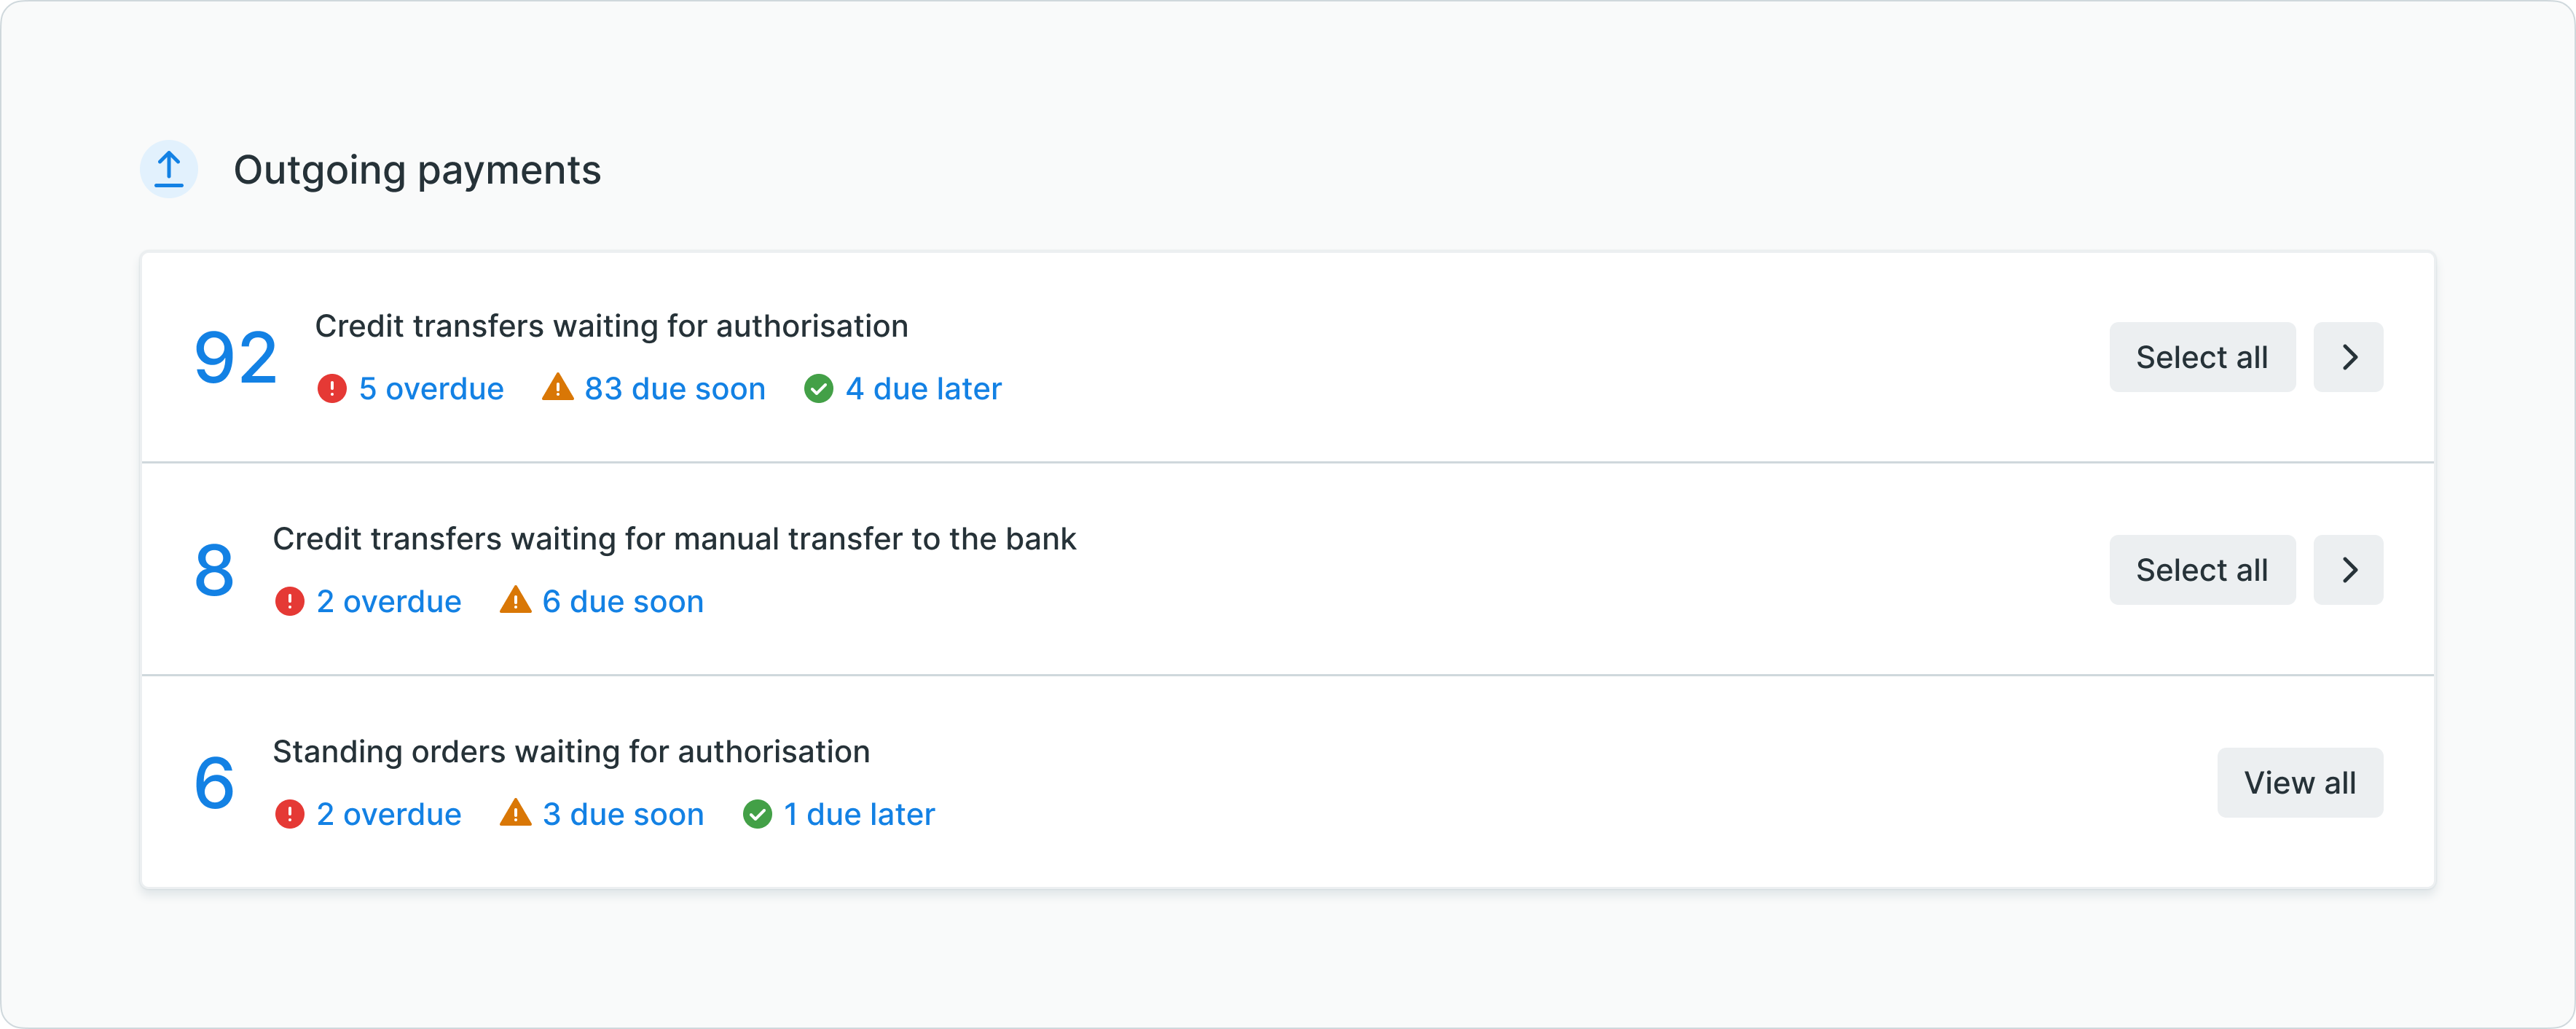 Outgoing payments
92
Credit transfers waiting for authorisation
5 overdue 83 due soon 4 due later
Select all
8
Credit transfers waiting for manual transfer to the bank
2 overdue 6 due soon
Select all
6
Standing orders waiting for authorisation
2 overdue 3 due soon 1 due later
View all